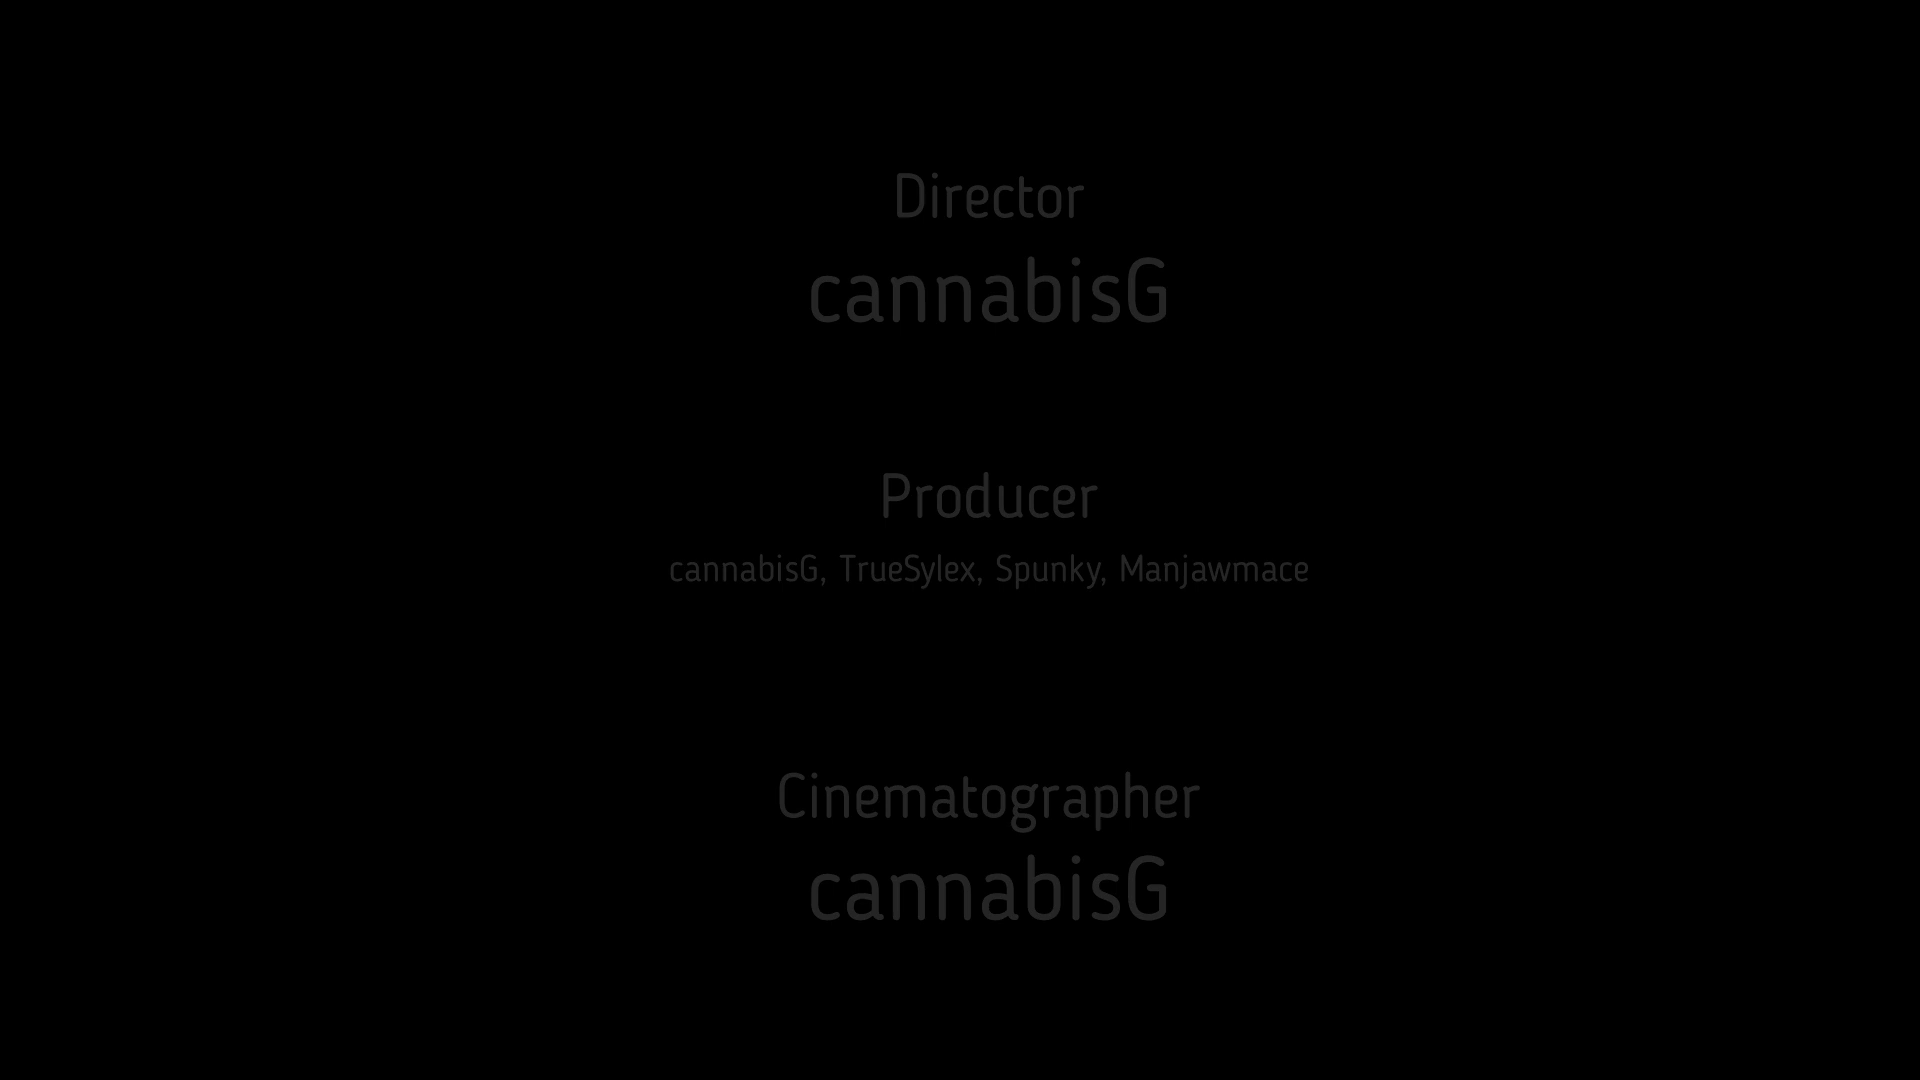 Director
cannabisG
Producer
cannabisG, TrueSylex, Spunky, Manjawmace
Cinematographer
cannabisG